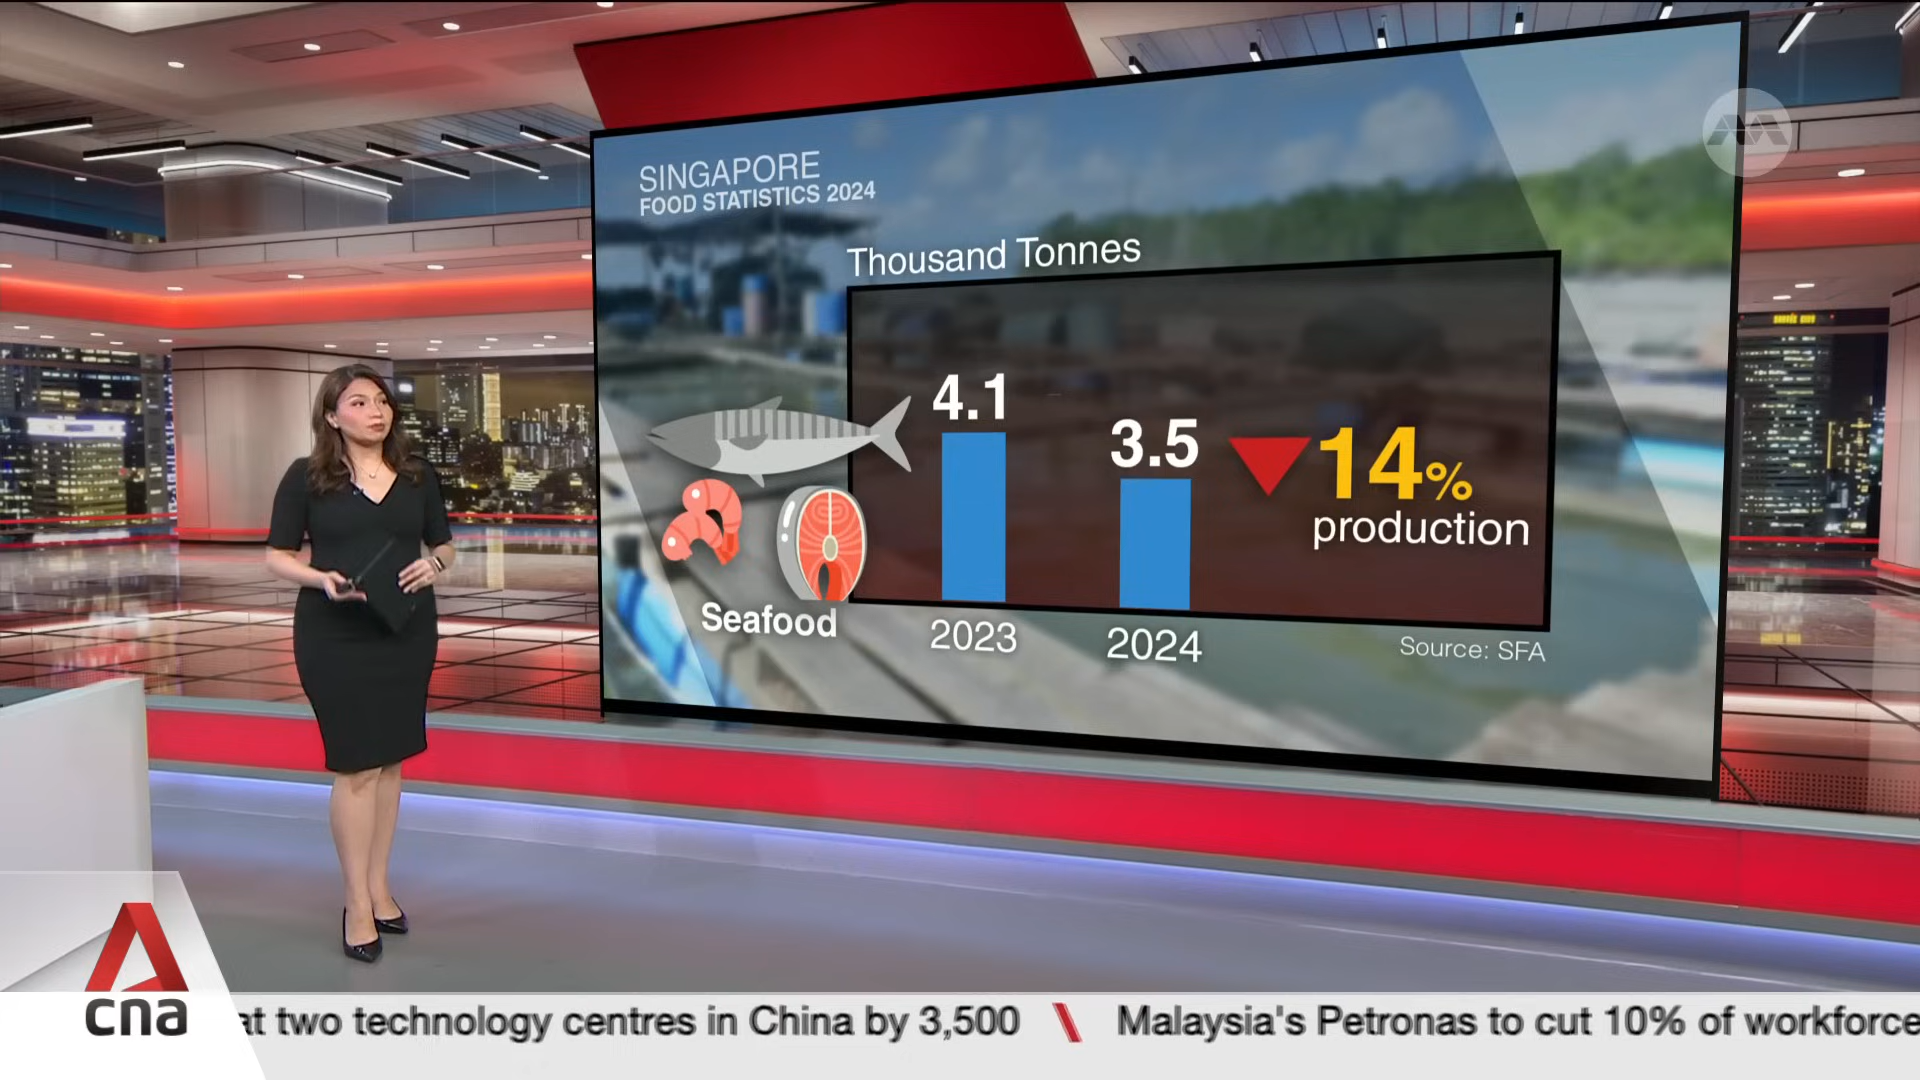 SINGAPORE
FOOD STATISTICS 2024
Thousand Tonnes
4.1
3.5
14%
production
Seafood
2023
2024
Source: SFA
cna
at two technology centres in China by 3,500 \ Malaysia's Petronas to cut 10% of workforce